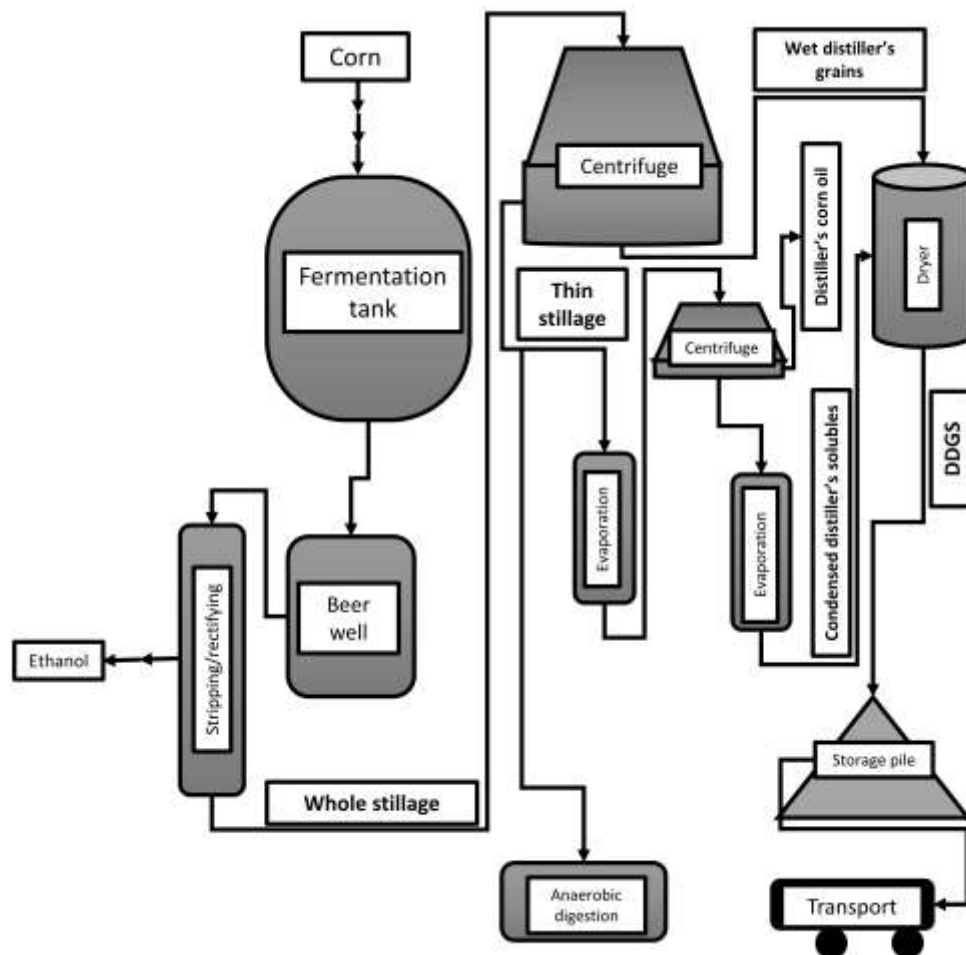 Corn
Fermentation
tank
Beer
well
Stripping/rectifying
Ethanol
Whole stillage
Centrifuge
Wet distiller's
grains
Thin
stillage
Evaporation
Centrifuge
Distiller's corn oil
Evaporation
Condensed distiller's solubles
Dryer
DDGS
Storage pile
Transport
Anaerobic
digestion